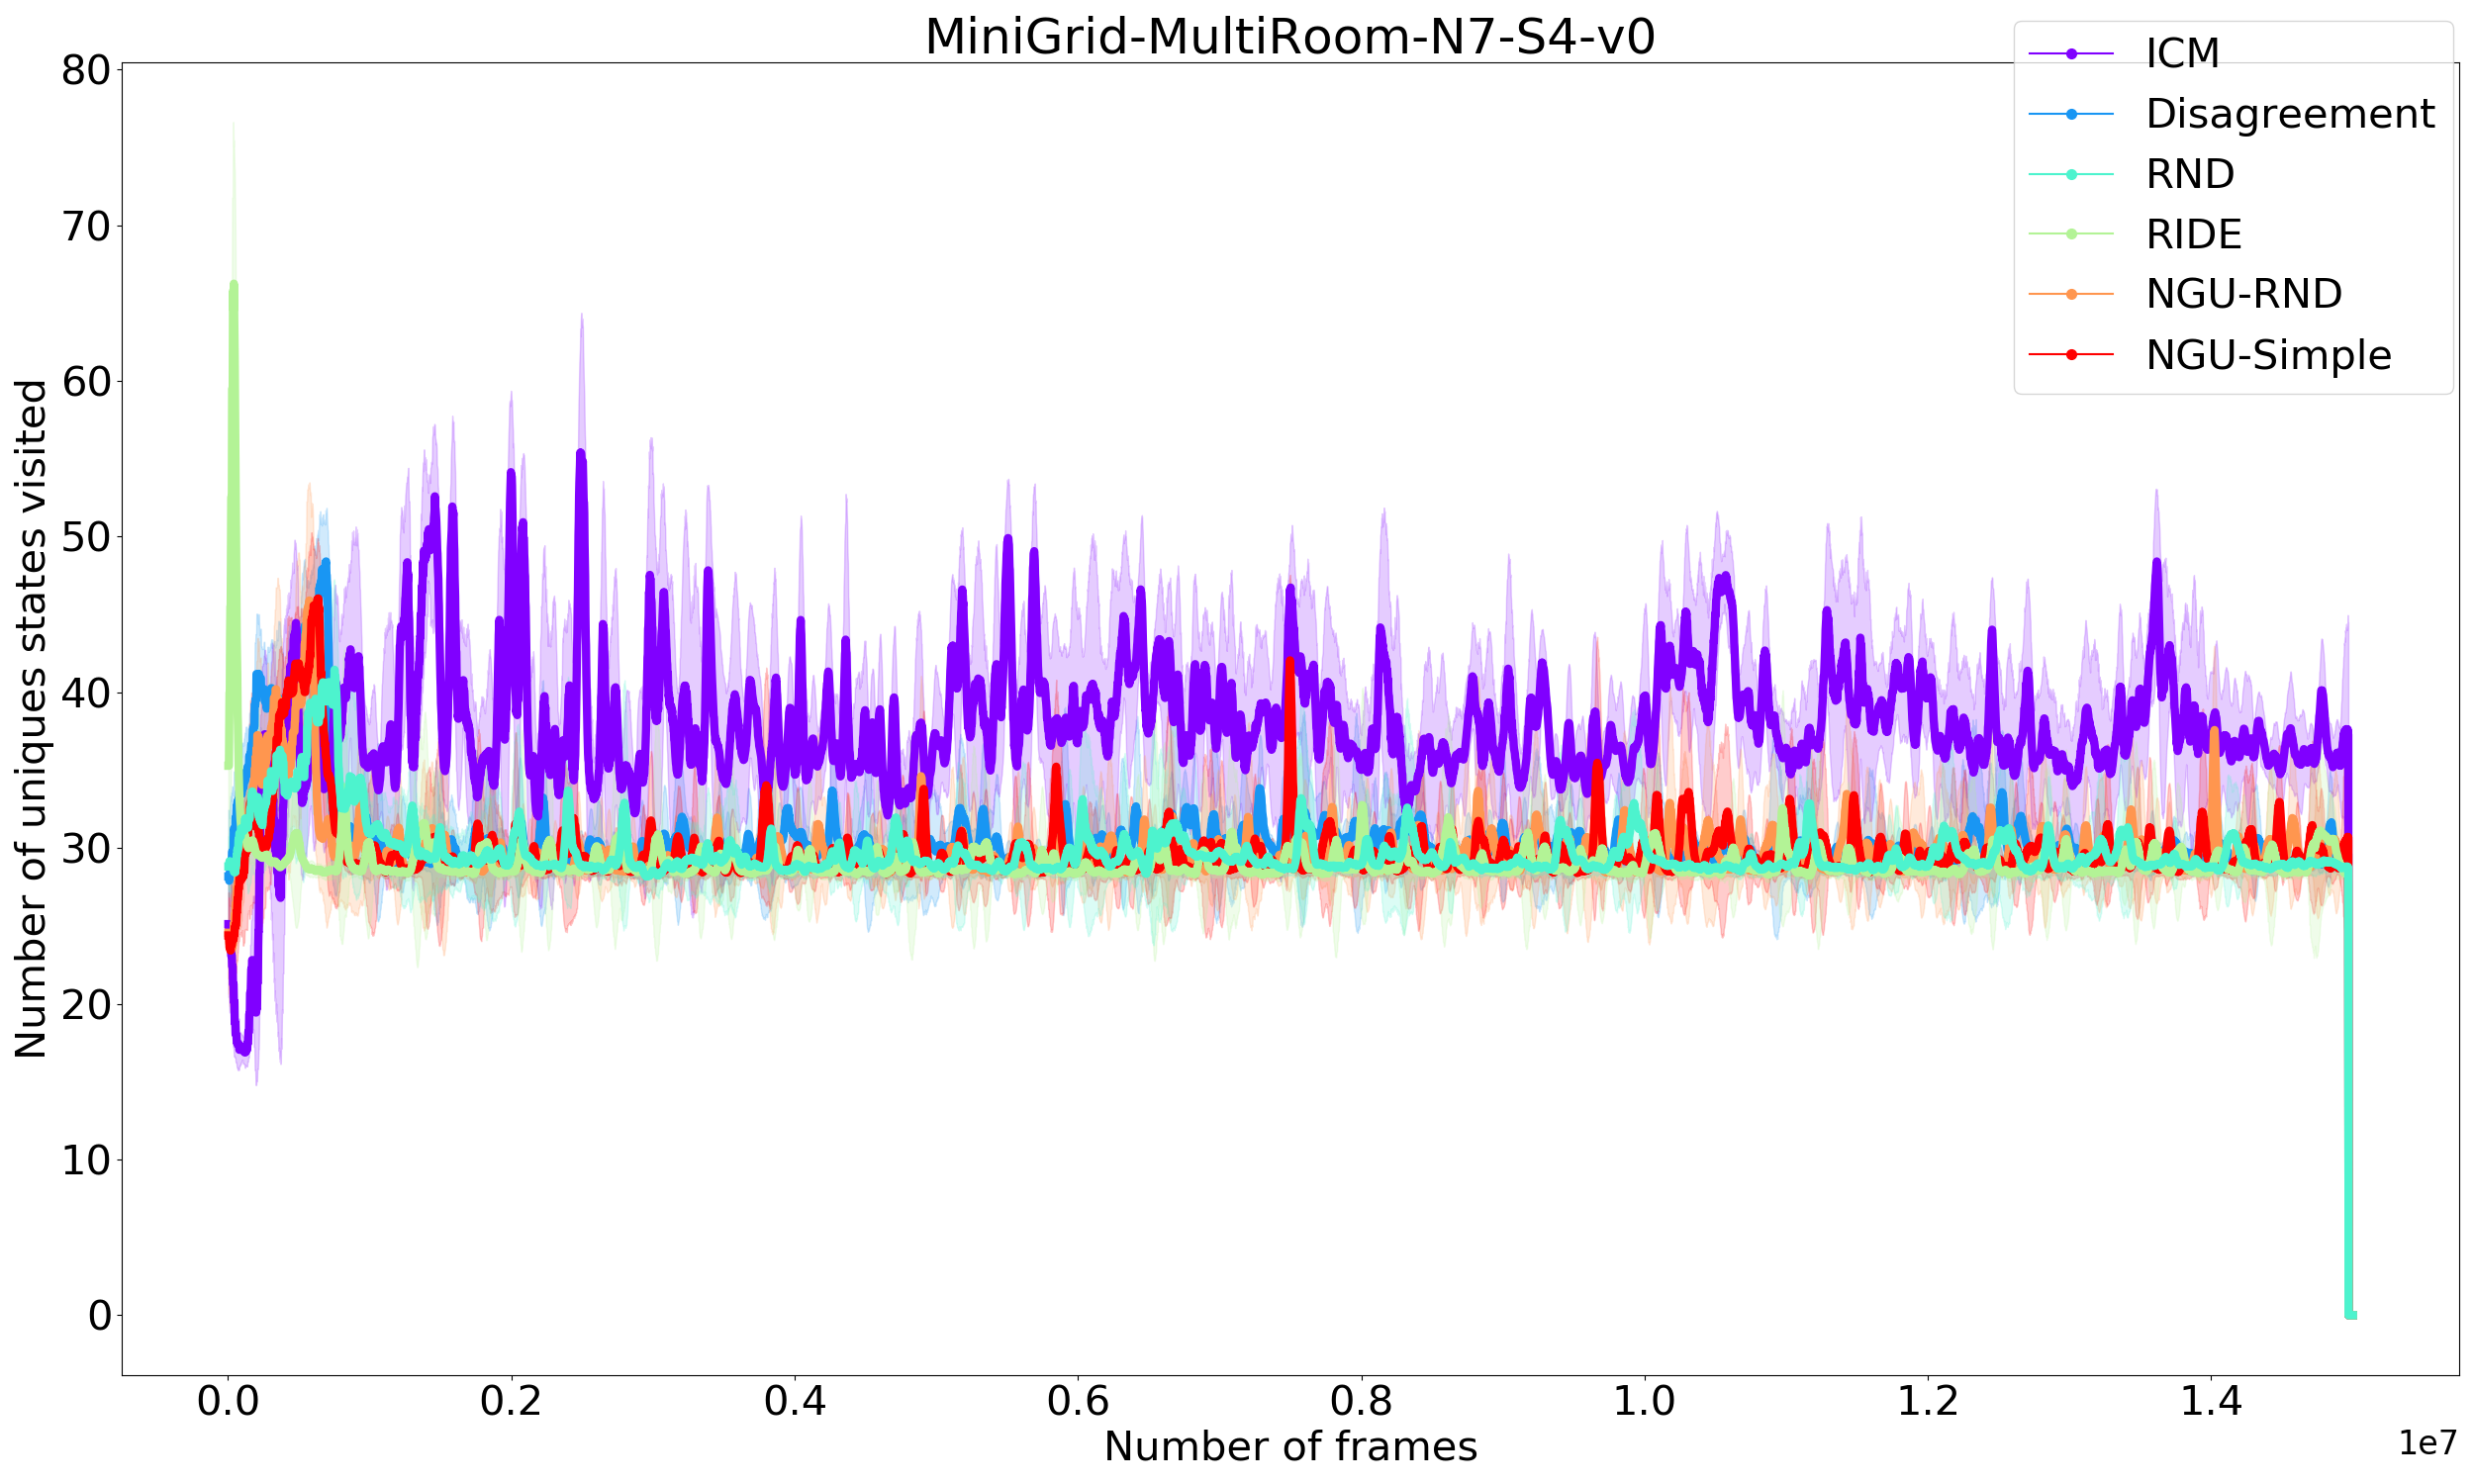 MiniGrid-MultiRoom-N7-S4-v0
ICM
Disagreement
RND
RIDE
NGU-RND
NGU-Simple
Number of uniques states visited
80
70
60
50
40
30
20
10
0
0.0 0.2 0.4 0.6 0.8 1.0 1.2 1.4
1e7
Number of frames